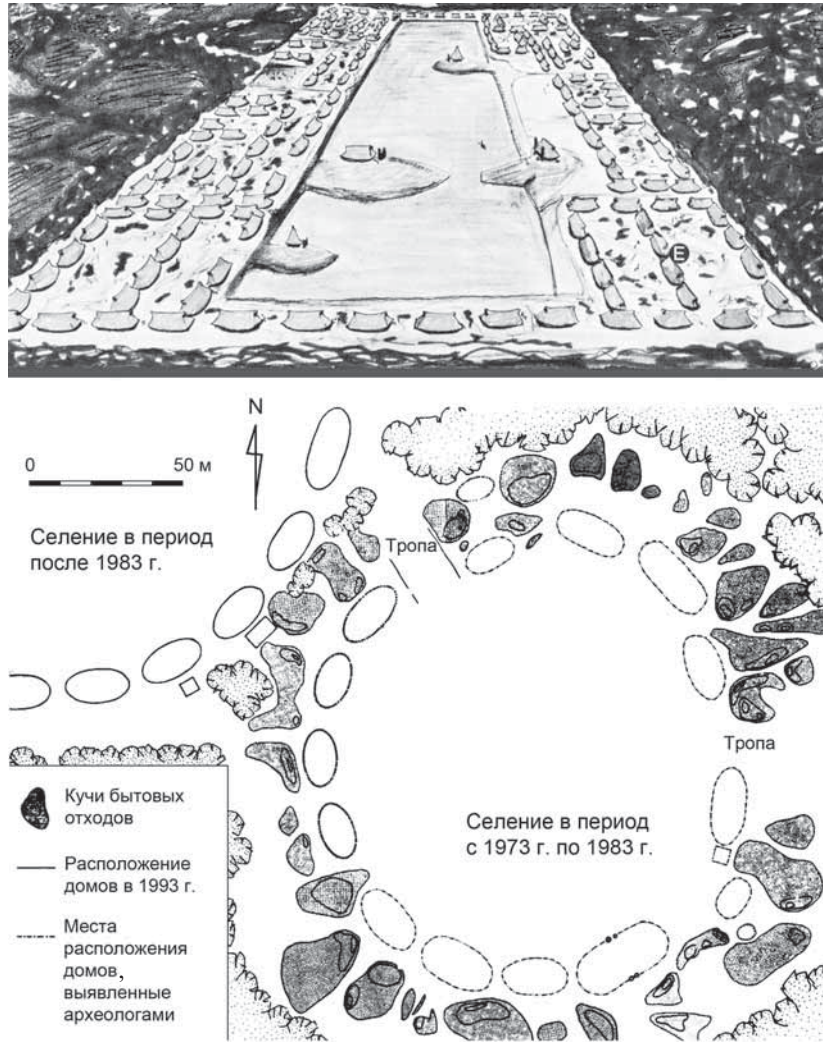 E
N
0 50 м
Селение в период
после 1983 г.
Тропа
Тропа
Селение в период
с 1973 г. по 1983 г.
Кучи бытовых
отходов
Расположение
домов в 1993 г.
Места
расположения
домов,
выявленные
археологами